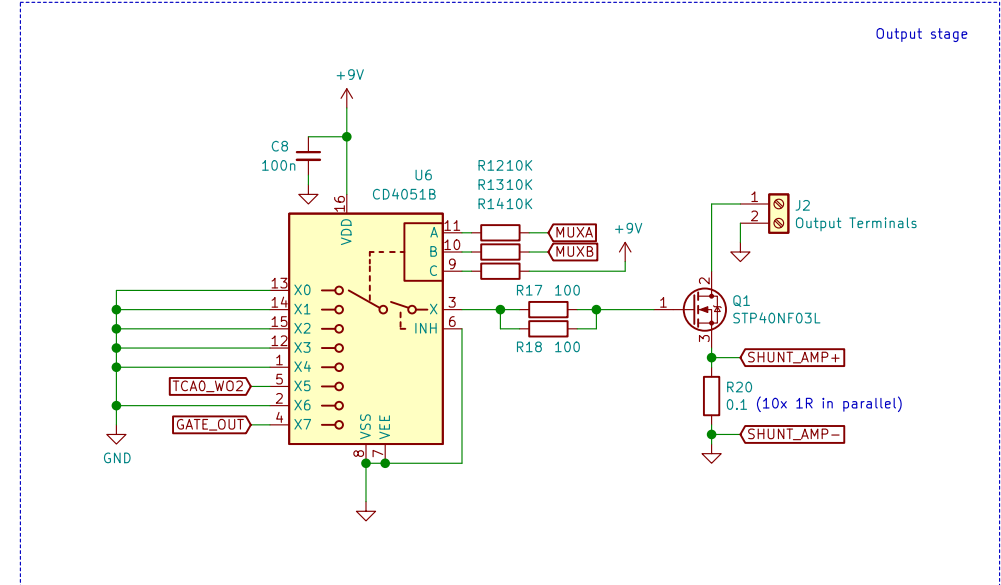 Output stage
+9V
C8
100n
U6
CD4051B
R1210K
R1310K
R1410K
16
VDD
11
A
MUXA
10
B
MUXB
9
C
+9V
1
2
J2
Output Terminals
13
X0
14
X1
15
X2
12
X3
1
X4
TCA0_WO2
5
X5
2
X6
GATE_OUT
4
X7
X
3
INH
6
VSS
VEE
8
7
GND
R17 100
R18 100
1
2
3
Q1
STP40NF03L
SHUNT_AMP+
R20
0.1 (10x 1R in parallel)
SHUNT_AMP-